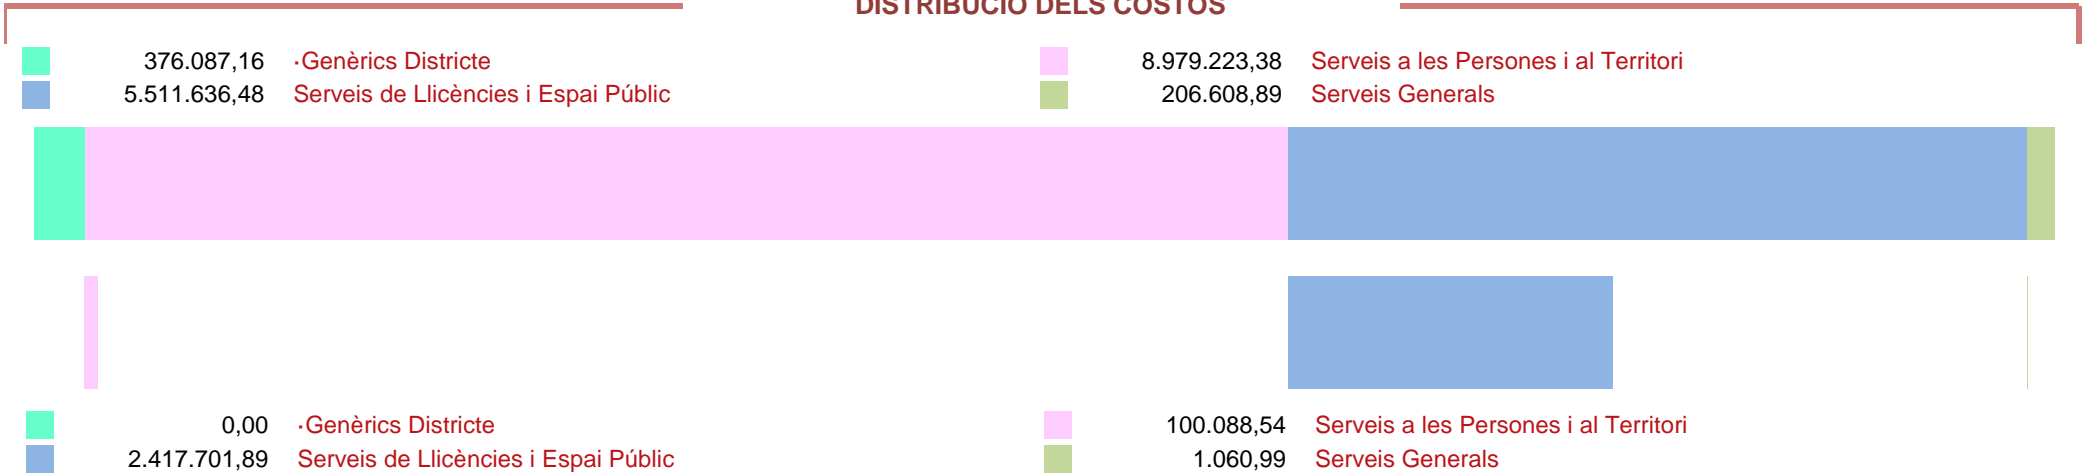 DISTRIBUCIÓ DELS COSTOS
376.087,16 ·Genèrics Districte 8.979.223,38 Serveis a les Persones i al Territori
5.511.636,48 Serveis de Llicències i Espai Públic 206.608,89 Serveis Generals
0,00 ·Genèrics Districte 100.088,54 Serveis a les Persones i al Territori
2.417.701,89 Serveis de Llicències i Espai Públic 1.060,99 Serveis Generals